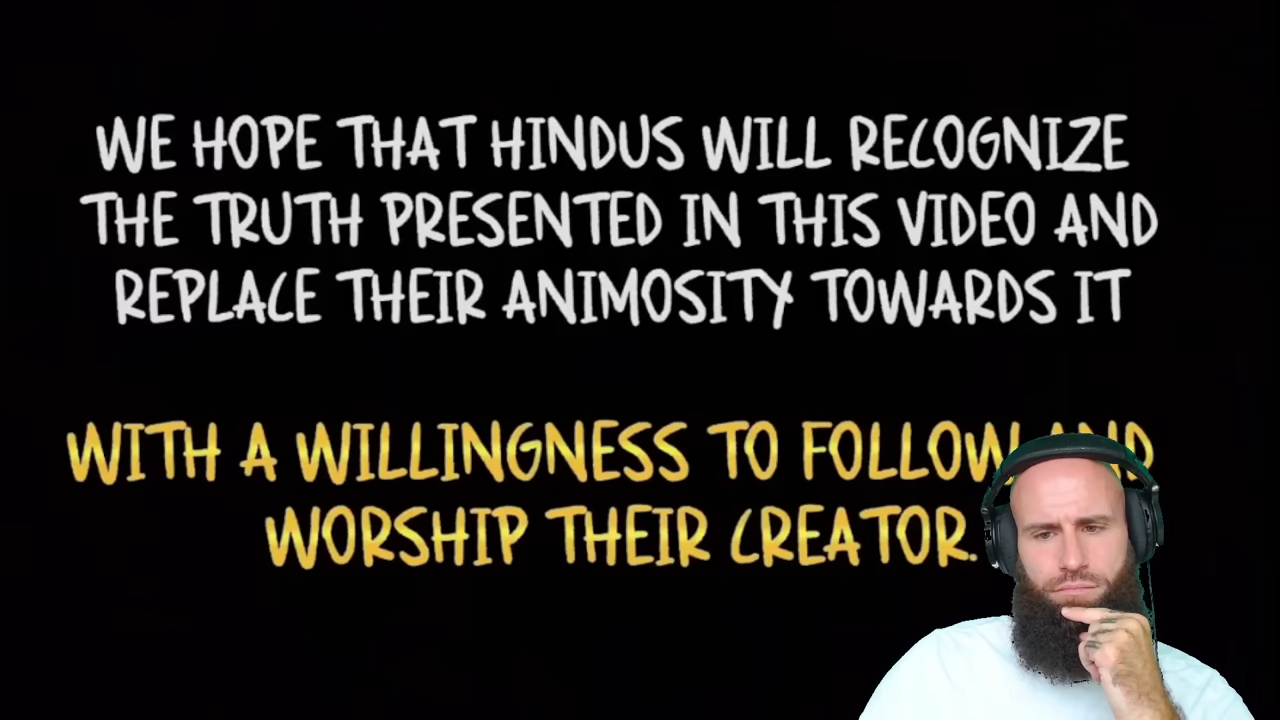 WE HOPE THAT HINDUS WILL RECOGNIZE
THE TRUTH PRESENTED IN THIS VIDEO AND
REPLACE THEIR ANIMOSITY TOWARDS IT
WITH A WILLINGNESS TO FOLLOW AND
WORSHIP THEIR CREATOR.